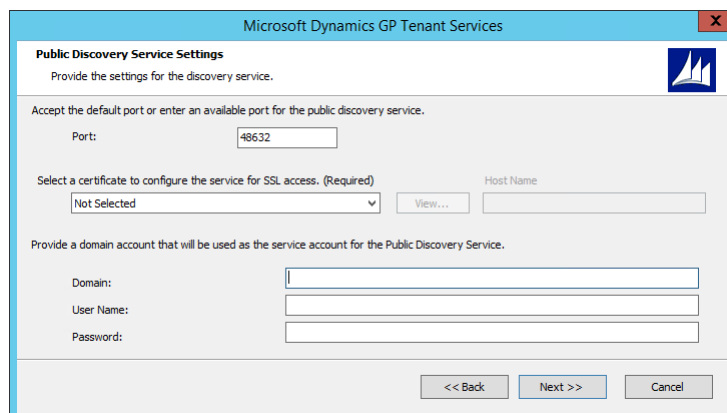 Microsoft Dynamics GP Tenant Services
X
Public Discovery Service Settings
Provide the settings for the discovery service.
Accept the default port or enter an available port for the public discovery service.
Port: 48632
Select a certificate to configure the service for SSL access. (Required) Host Name
Not Selected View...
Provide a domain account that will be used as the service account for the Public Discovery Service.
Domain:
User Name:
Password:
<< Back Next >> Cancel